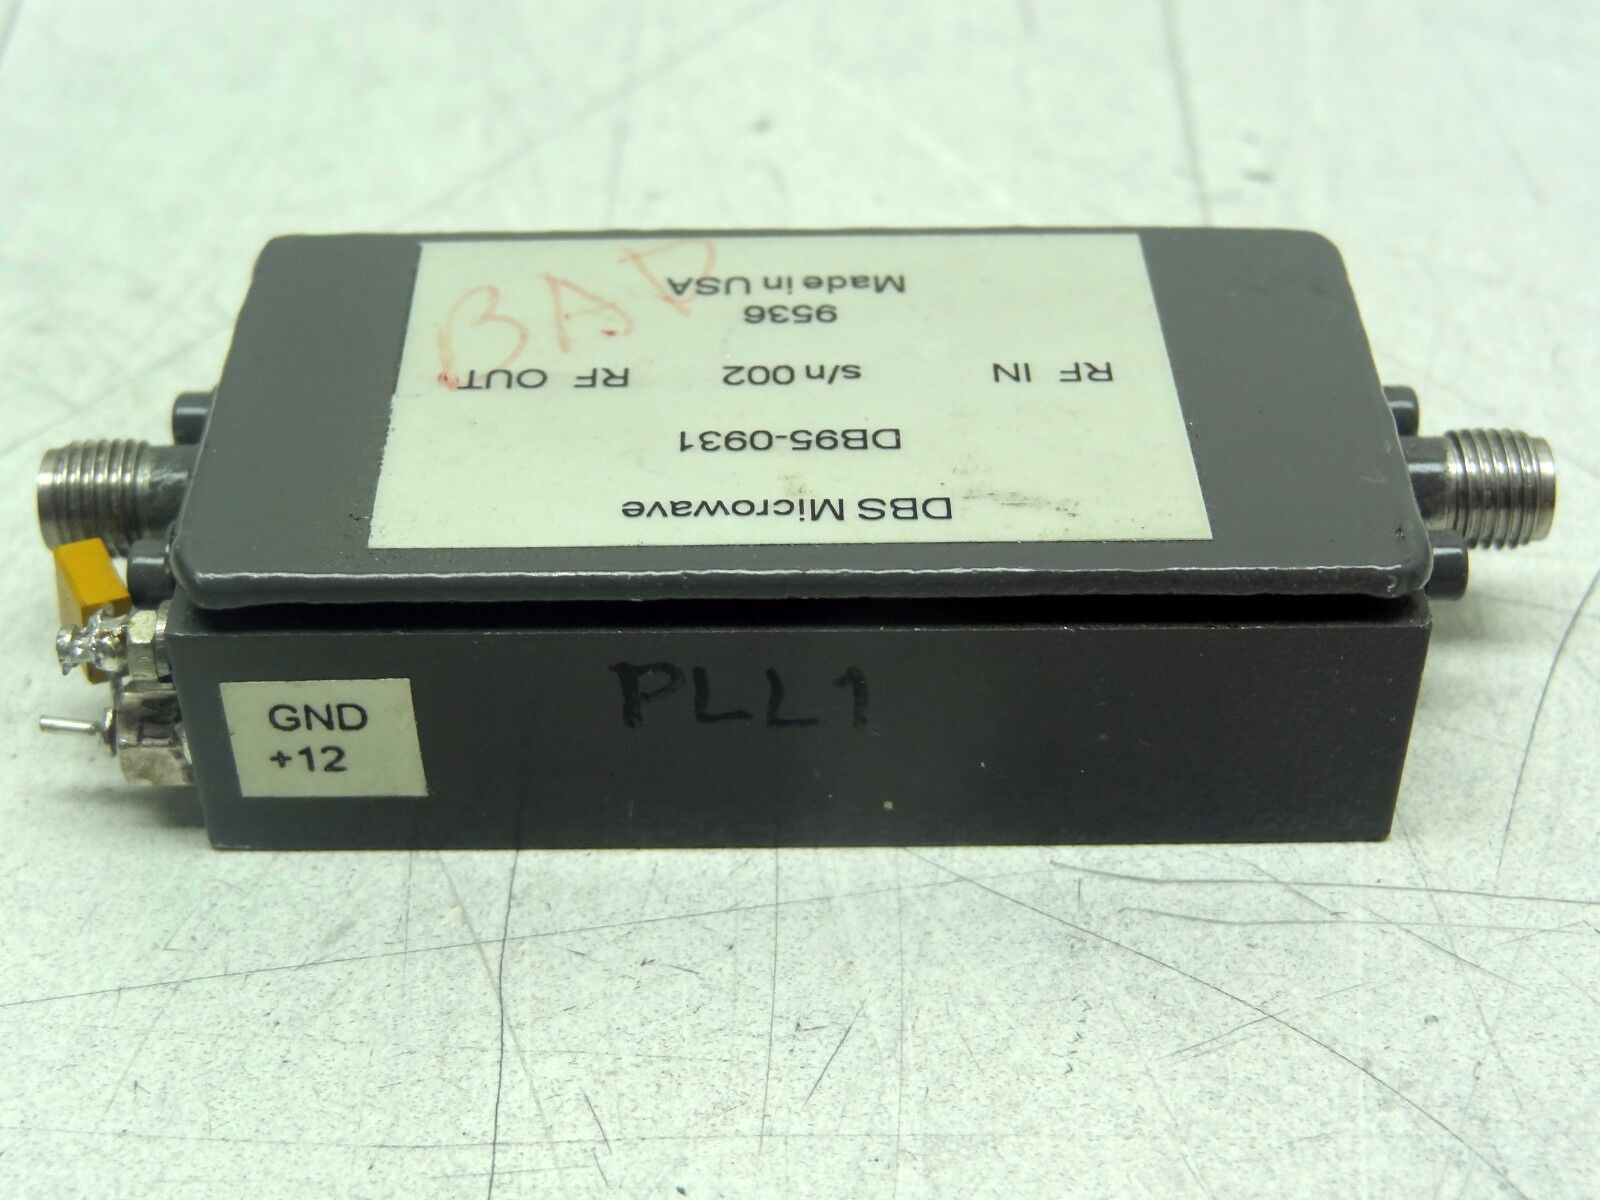 DBS Microwave
DB95-0931
RF IN s/n 002 RF OUT
9536
Made in USA
BAD
PLL1
GND
+12